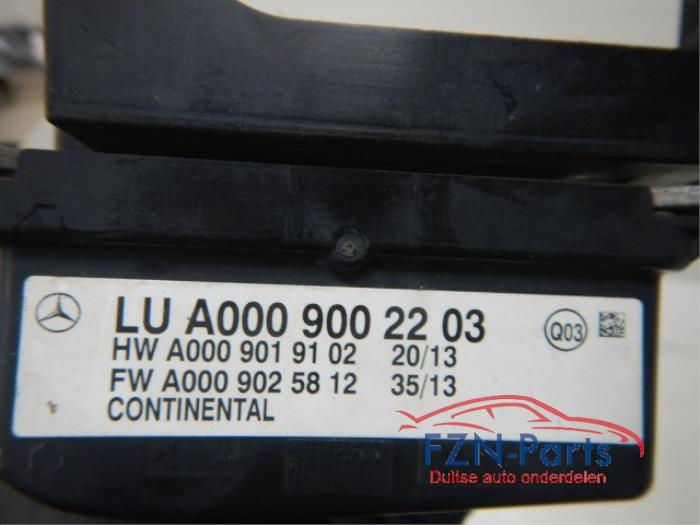 LU A000 900 22 03 Q03
HW A000 901 91 02 20/13
FW A000 902 58 12 35/13
CONTINENTAL
FZN-Parts
Duitse auto onderdelen